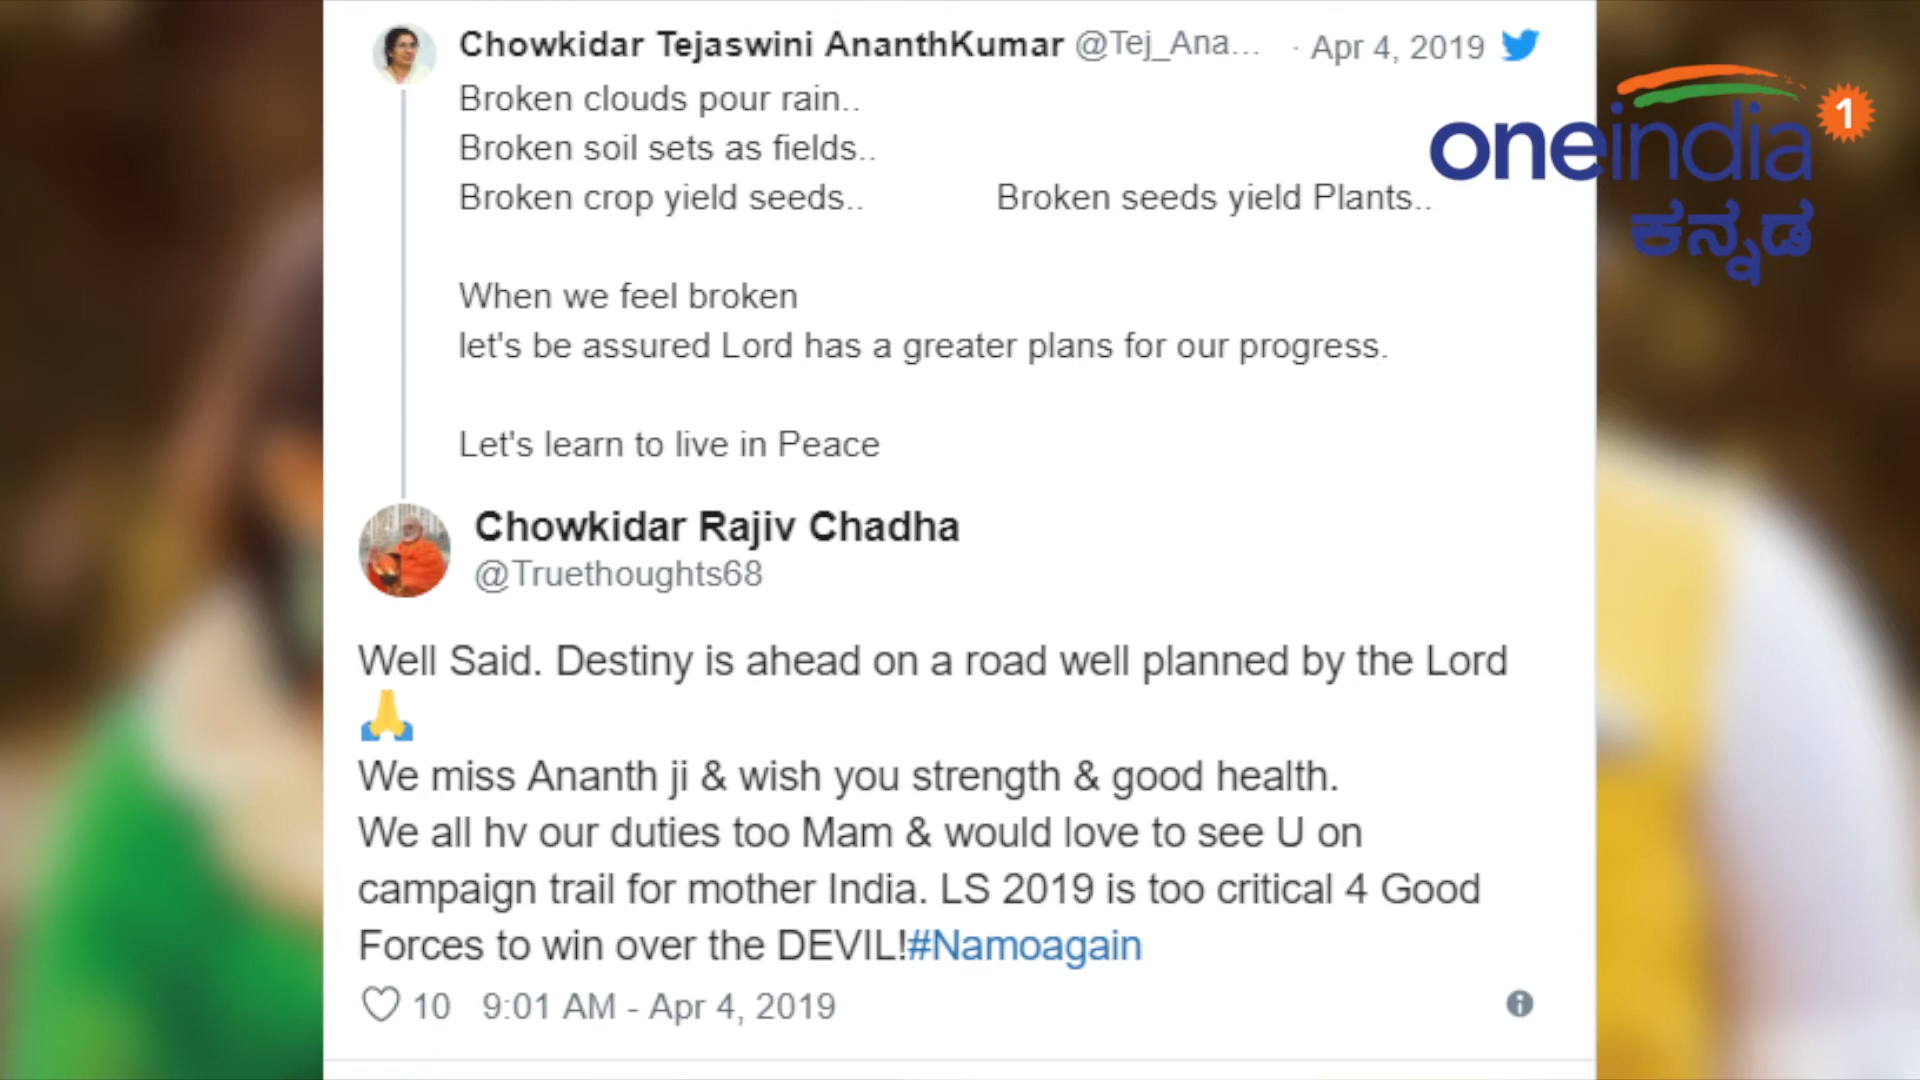 Chowkidar Tejaswini AnanthKumar @Tej_Ana... · Apr 4, 2019
Broken clouds pour rain..
Broken soil sets as fields..
Broken crop yield seeds.. Broken seeds yield Plants..
When we feel broken
let's be assured Lord has a greater plans for our progress.
Let's learn to live in Peace
Chowkidar Rajiv Chadha
@Truethoughts68
Well Said. Destiny is ahead on a road well planned by the Lord
🙏
We miss Ananth ji & wish you strength & good health.
We all hv our duties too Mam & would love to see U on
campaign trail for mother India. LS 2019 is too critical 4 Good
Forces to win over the DEVIL!#Namoagain
10 9:01 AM - Apr 4, 2019
oneindia 1
ಕನ್ನಡ